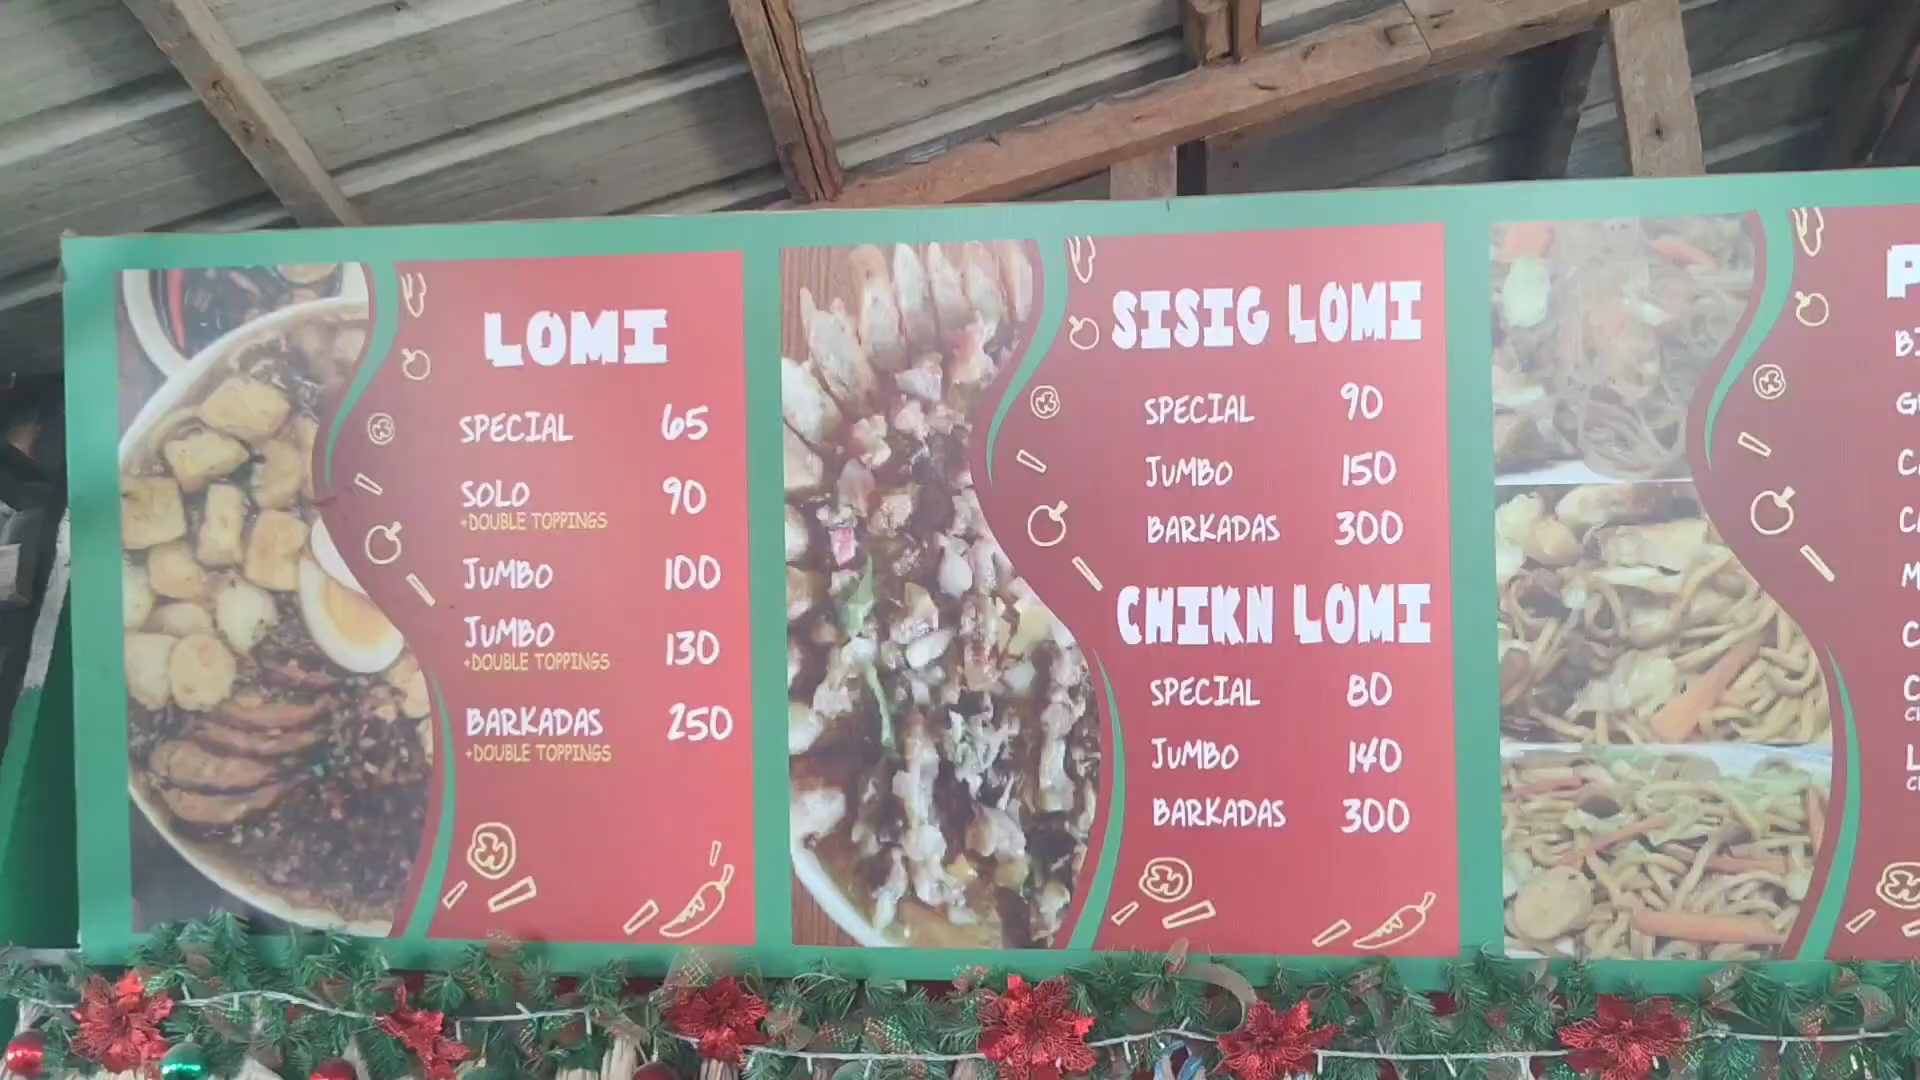 LOMI
SPECIAL 65
SOLO 90
+DOUBLE TOPPINGS
JUMBO 100
JUMBO 130
+DOUBLE TOPPINGS
BARKADAS 250
+DOUBLE TOPPINGS
SISIG LOMI
SPECIAL 90
JUMBO 150
BARKADAS 300
CHIKN LOMI
SPECIAL 80
JUMBO 140
BARKADAS 300